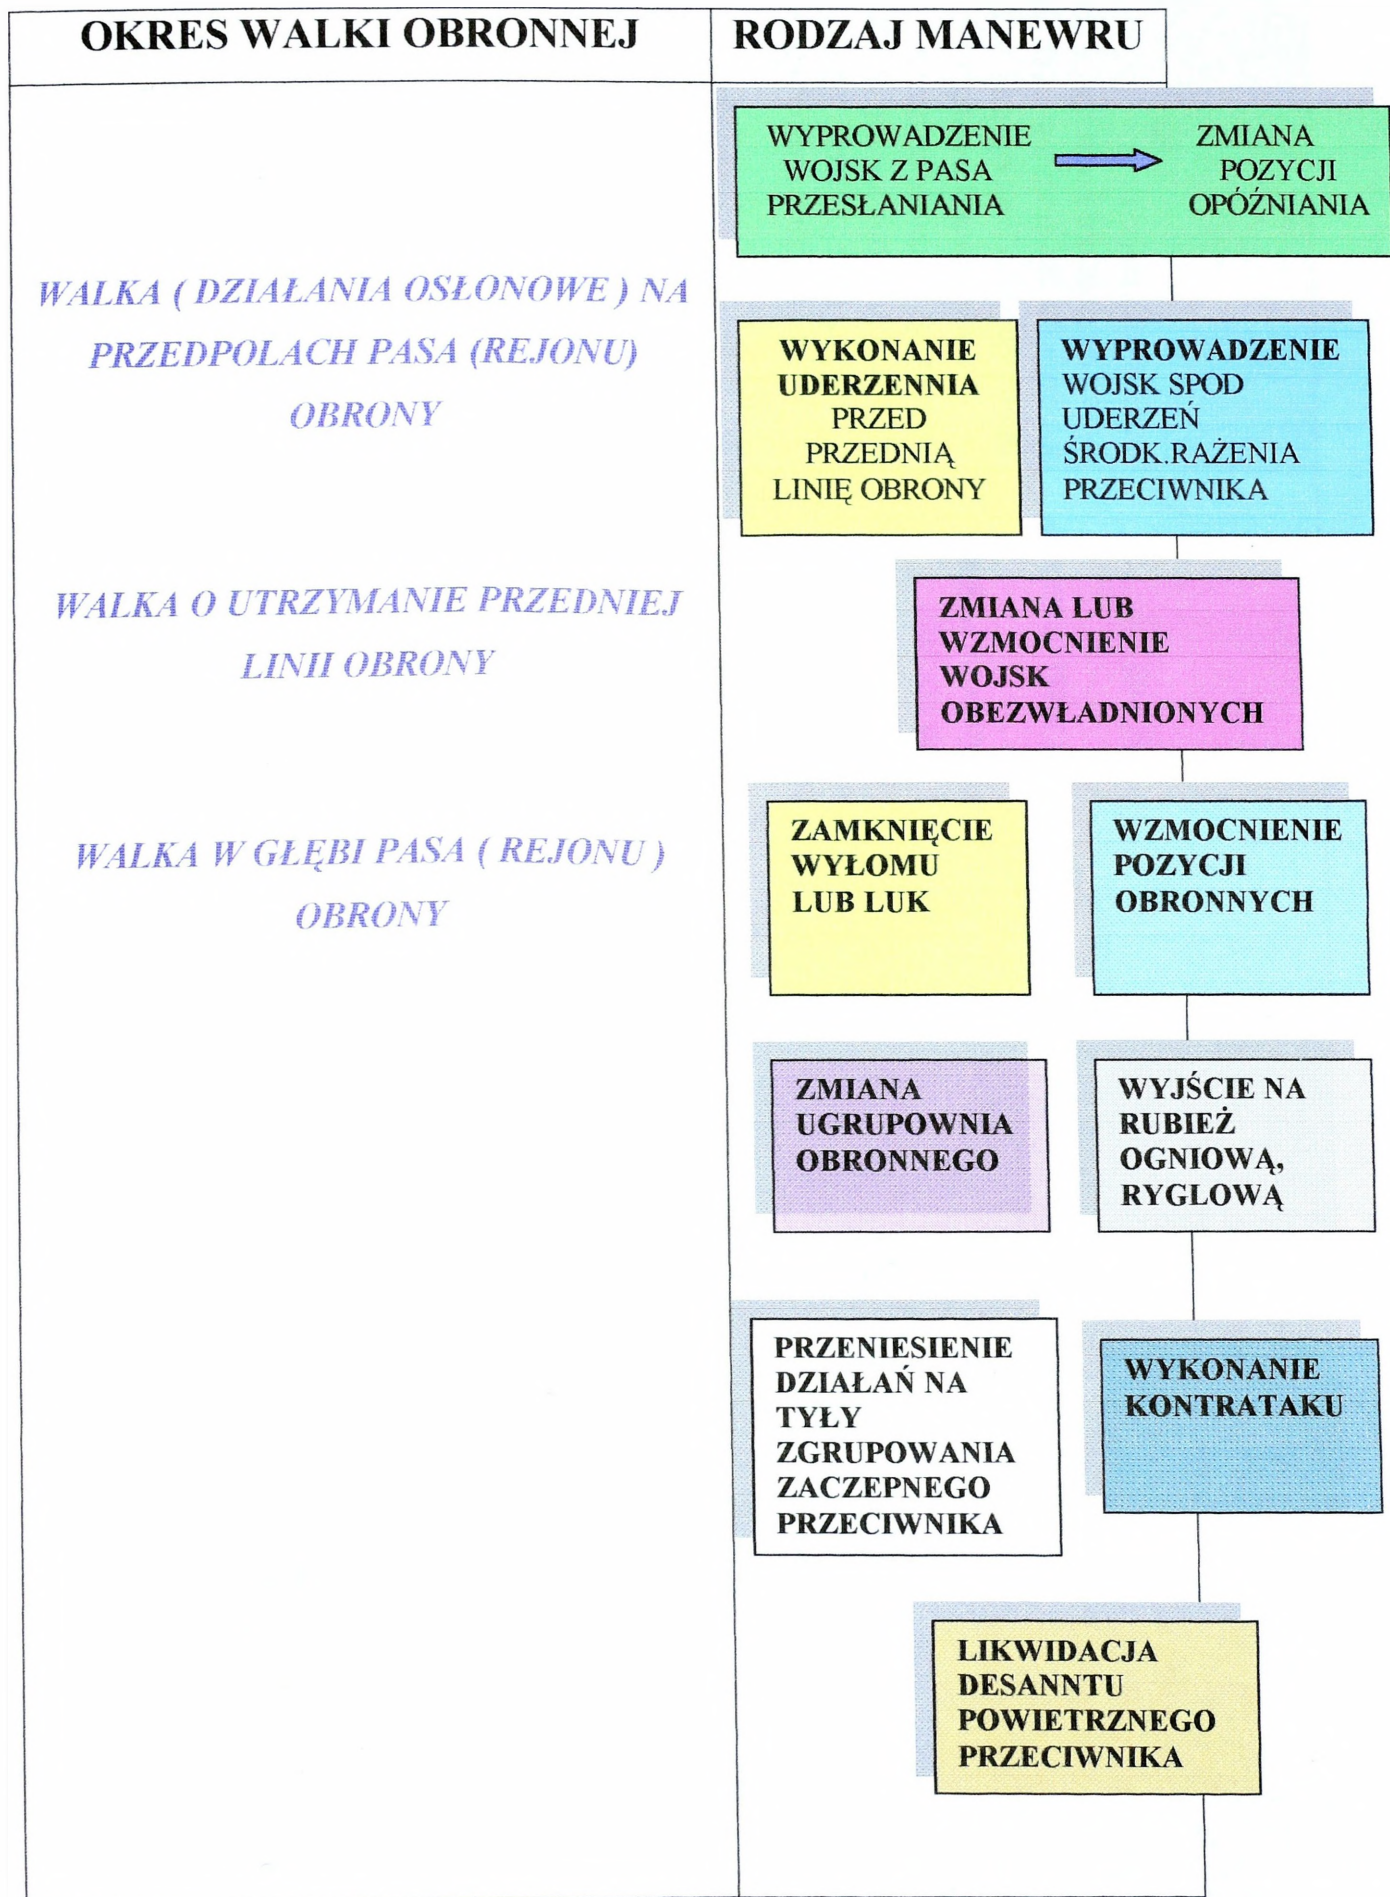 OKRES WALKI OBRONNEJ
RODZAJ MANEWRU
WYPROWADZENIE
WOJSK Z PASA
PRZESŁANIANIA
ZMIANA
POZYCJI
OPÓŹNIANIA
WALKA ( DZIAŁANIA OSŁONOWE ) NA
PRZEDPOLACH PASA (REJONU)
OBRONY
WYKONANIE
UDERZENNIA
PRZED
PRZEDNIĄ
LINIĘ OBRONY
WYPROWADZENIE
WOJSK SPOD
UDERZEŃ
ŚRODK.RAŻENIA
PRZECIWNIKA
WALKA O UTRZYMANIE PRZEDNIEJ
LINII OBRONY
ZMIANA LUB
WZMOCNIENIE
WOJSK
OBEZWŁADNIONYCH
WALKA W GŁĘBI PASA ( REJONU )
OBRONY
ZAMKNIĘCIE
WYŁOMU
LUB LUK
WZMOCNIENIE
POZYCJI
OBRONNYCH
ZMIANA
UGRUPOWNIA
OBRONNEGO
WYJŚCIE NA
RUBIEŻ
OGNIOWĄ,
RYGLOWĄ
PRZENIESIENIE
DZIAŁAŃ NA
TYŁY
ZGRUPOWANIA
ZACZEPNEGO
PRZECIWNIKA
WYKONANIE
KONTRATAKU
LIKWIDACJA
DESANNTU
POWIETRZNEGO
PRZECIWNIKA